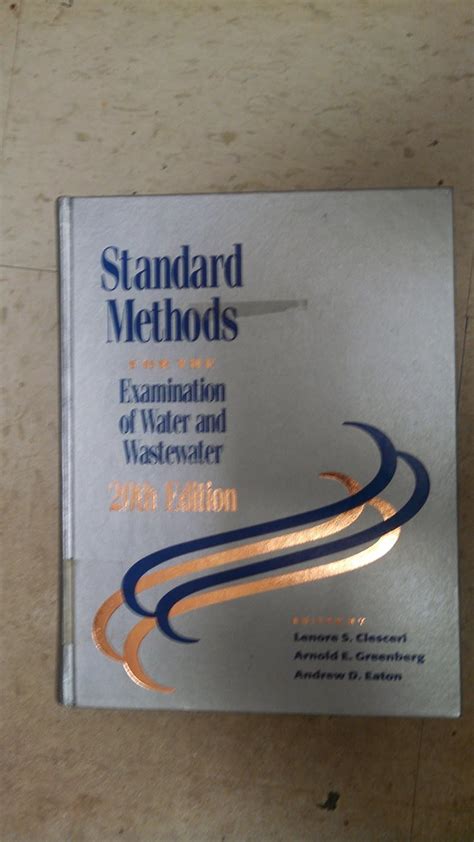 Standard
Methods
FOR THE
Examination
of Water and
Wastewater
20th Edition
EDITED BY
Lenore S. Clesceri
Arnold E. Greenberg
Andrew D. Eaton